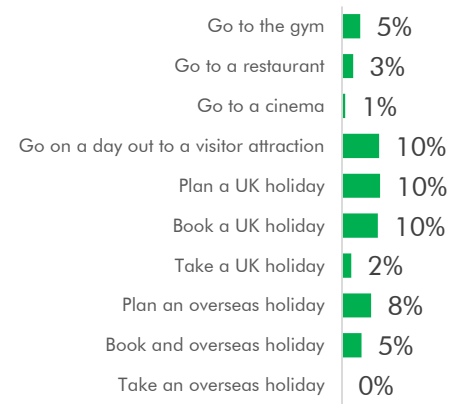 Go to the gym 5%
Go to a restaurant 3%
Go to a cinema 1%
Go on a day out to a visitor attraction 10%
Plan a UK holiday 10%
Book a UK holiday 10%
Take a UK holiday 2%
Plan an overseas holiday 8%
Book and overseas holiday 5%
Take an overseas holiday 0%